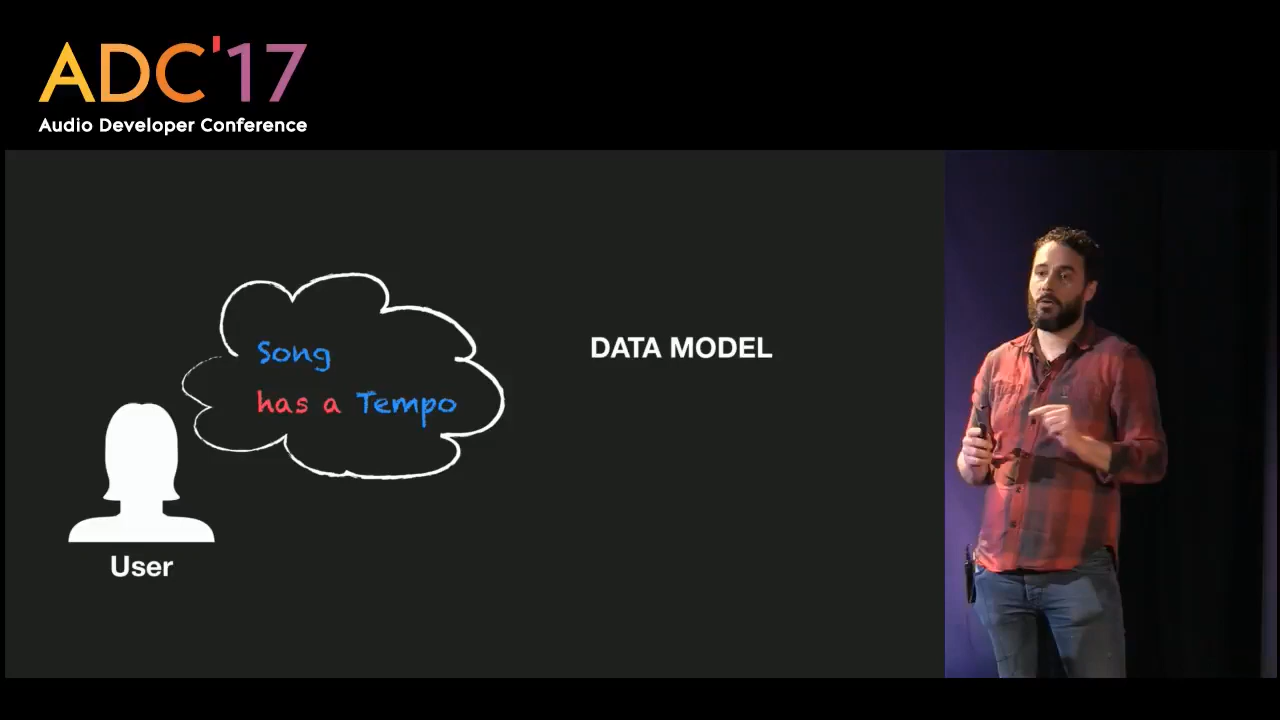 ADC'17
Audio Developer Conference
Song
has a Tempo
DATA MODEL
User